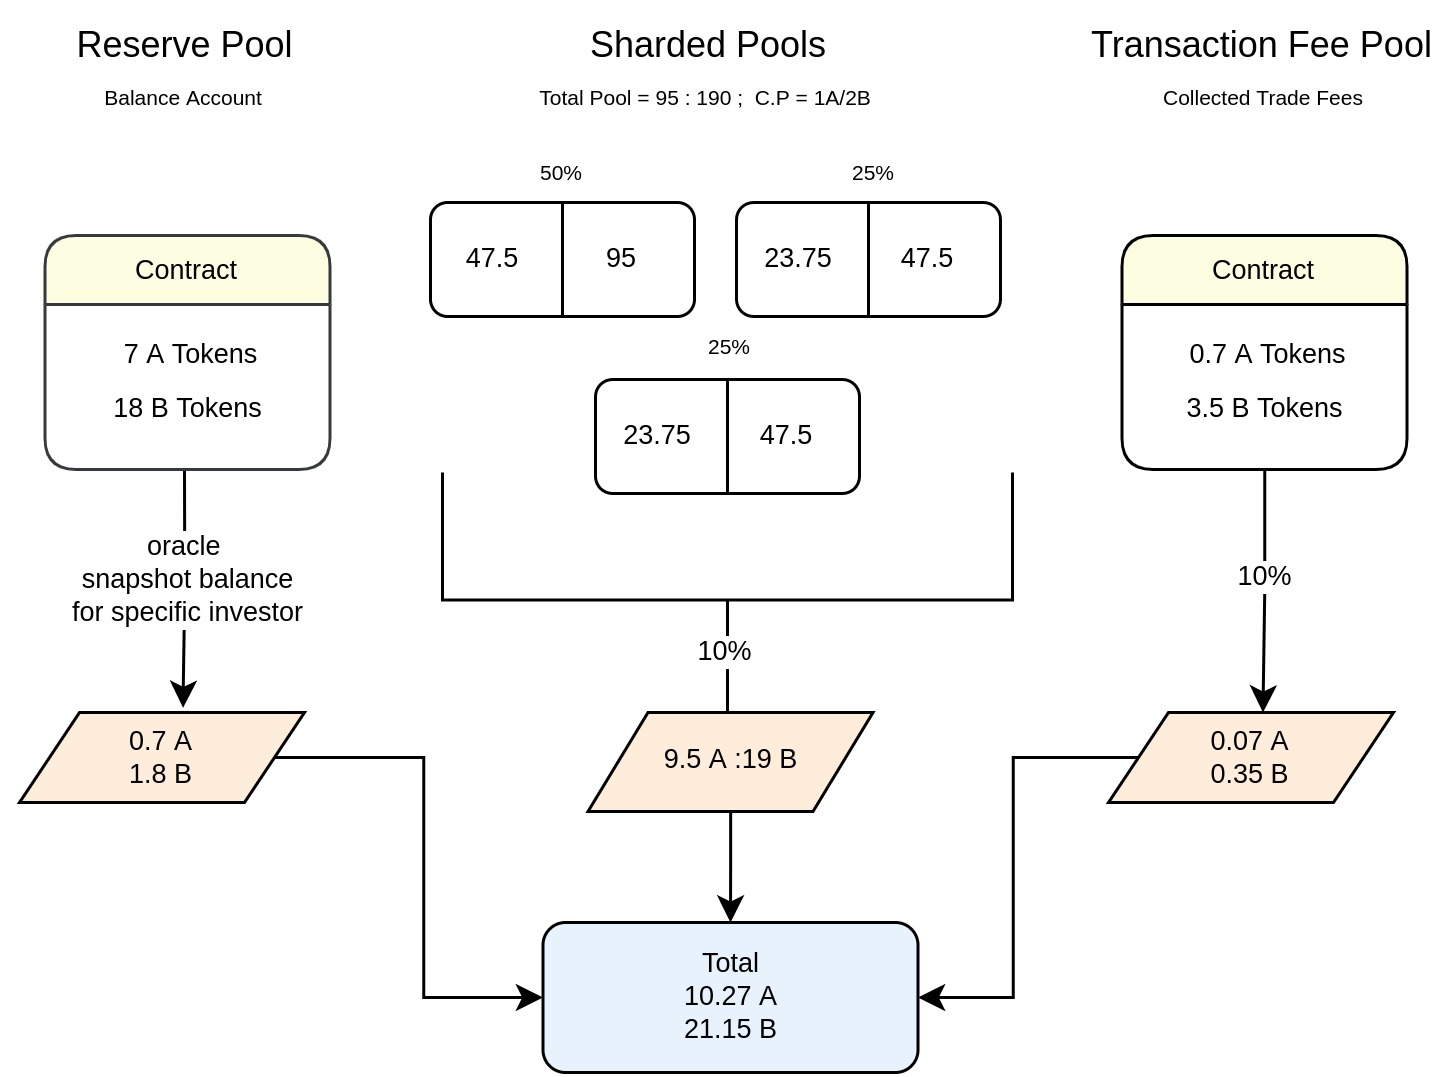 Reserve Pool
Balance Account
Contract
7 A Tokens
18 B Tokens
oracle
snapshot balance
for specific investor
0.7 A
1.8 B
Sharded Pools
Total Pool = 95 : 190 ;  C.P = 1A/2B
50%
47.5 95
25%
23.75 47.5
25%
23.75 47.5
10%
9.5 A :19 B
Transaction Fee Pool
Collected Trade Fees
Contract
0.7 A Tokens
3.5 B Tokens
10%
0.07 A
0.35 B
Total
10.27 A
21.15 B